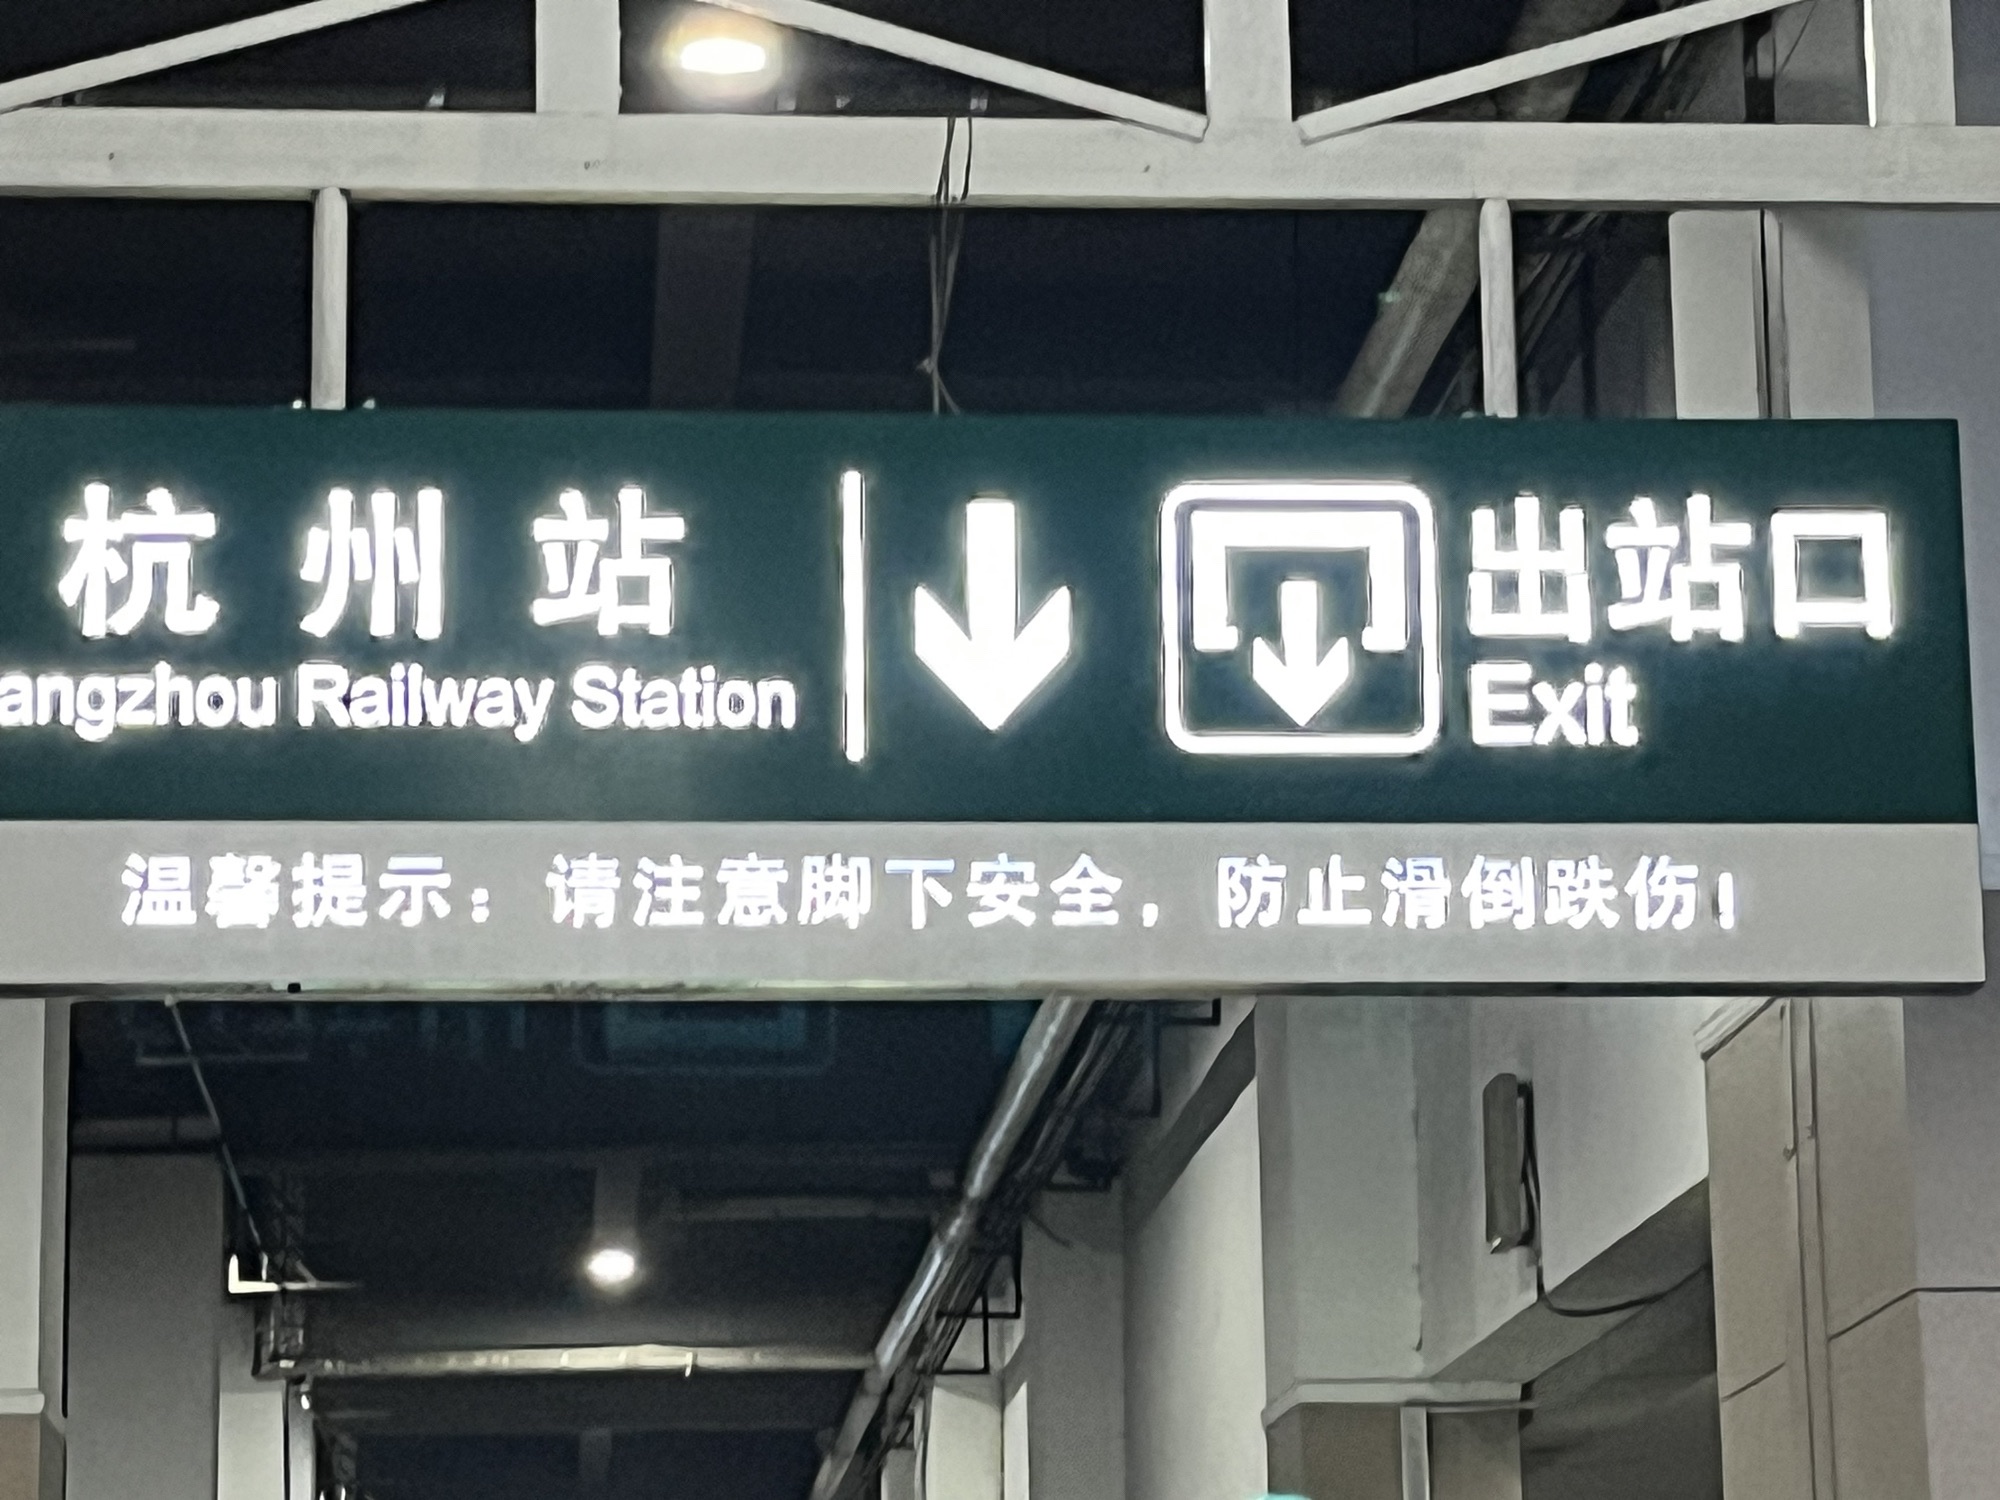 杭州站
angzhou Railway Station
出站口
Exit
温馨提示：请注意脚下安全，防止滑倒跌伤！